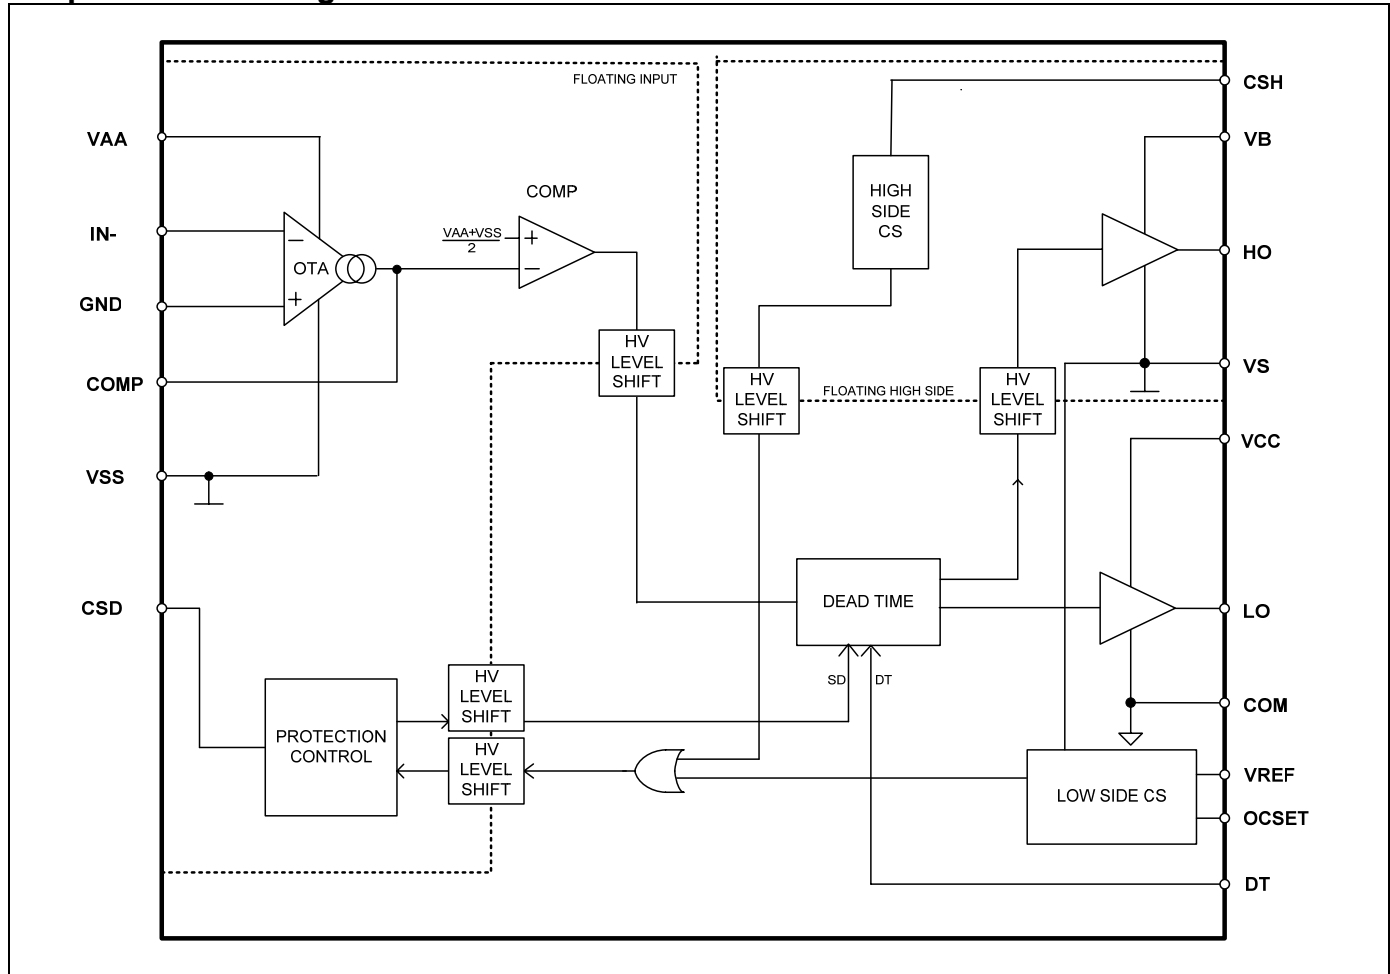 FLOATING INPUT
CSH
VAA
VB
COMP
HIGH
SIDE
CS
IN-
−
OTA
+
VAA+VSS
2
+
−
HO
GND
HV
LEVEL
SHIFT
COMP
HV
LEVEL
SHIFT
FLOATING HIGH SIDE
HV
LEVEL
SHIFT
VS
VCC
VSS
CSD
DEAD TIME
LO
SD
DT
HV
LEVEL
SHIFT
PROTECTION
CONTROL
HV
LEVEL
SHIFT
COM
LOW SIDE CS
VREF
OCSET
DT